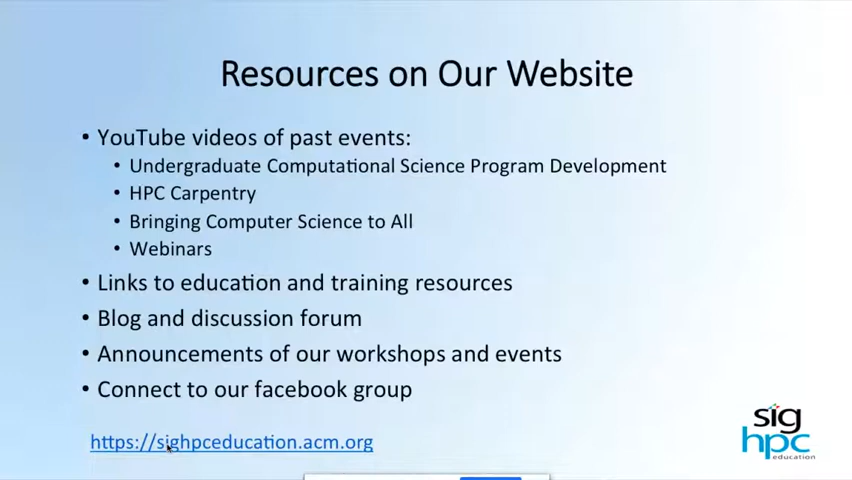 Resources on Our Website
• YouTube videos of past events:
• Undergraduate Computational Science Program Development
• HPC Carpentry
• Bringing Computer Science to All
• Webinars
• Links to education and training resources
• Blog and discussion forum
• Announcements of our workshops and events
• Connect to our facebook group
https://sighpceducation.acm.org
sig
hpc
education